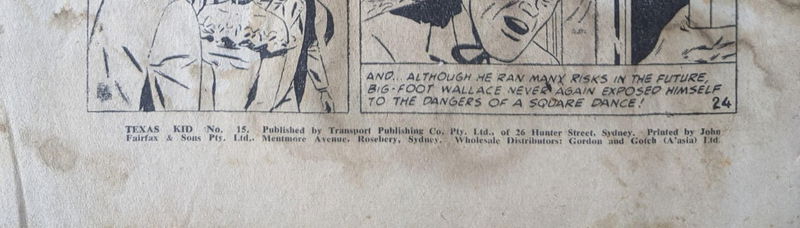 AND... ALTHOUGH HE RAN MANY RISKS IN THE FUTURE,
BIG-FOOT WALLACE NEVER AGAIN EXPOSED HIMSELF
TO THE DANGERS OF A SQUARE DANCE!
24
TEXAS KID No. 15. Published by Transport Publishing Co. Pty. Ltd., of 26 Hunter Street, Sydney. Printed by John
Fairfax & Sons Pty. Ltd., Mentmore Avenue, Rosebery, Sydney. Wholesale Distributors: Gordon and Gotch (A'asia) Ltd.